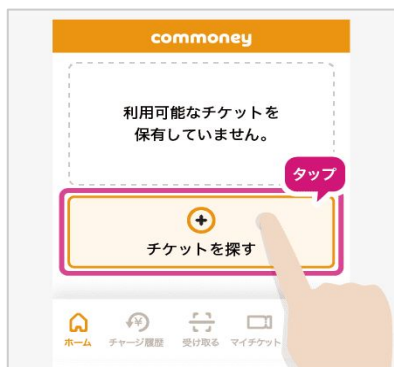 commoney
利用可能なチケットを
保有していません。
タップ
チケットを探す
ホーム
チャージ履歴
受け取る
マイチケット